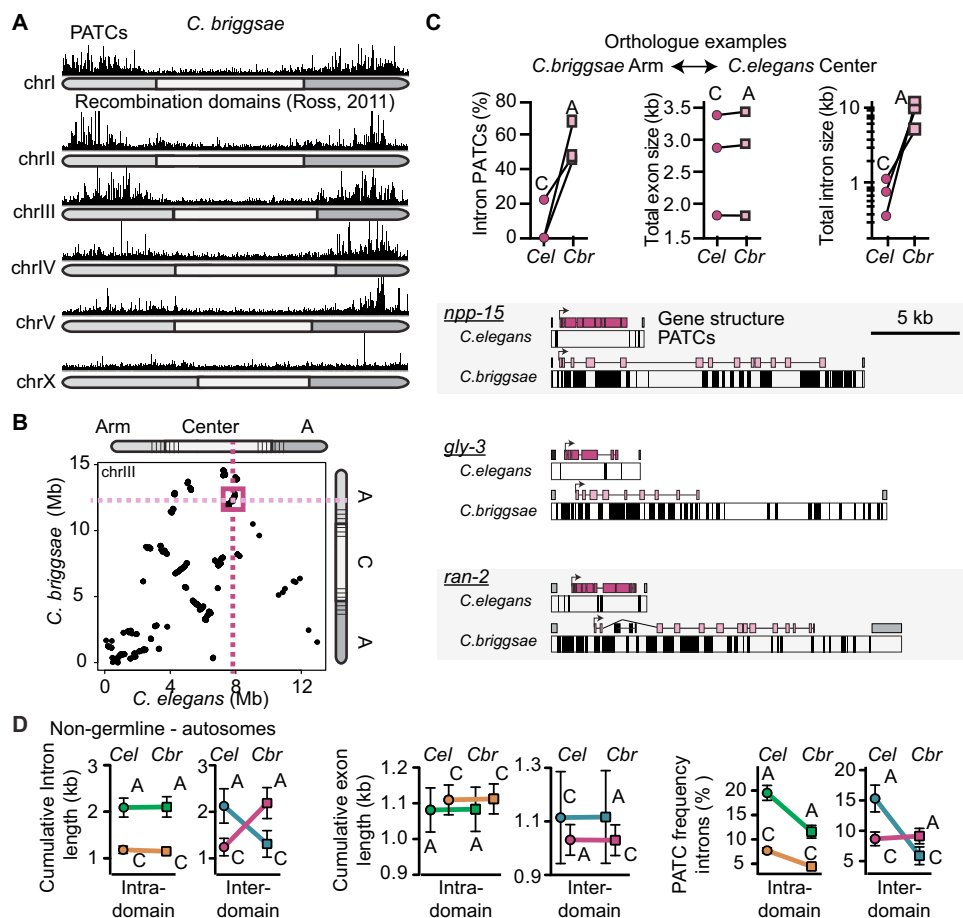 A
C. briggsae
PATCs
chrI
Recombination domains (Ross, 2011)
chrII
chrIII
chrIV
chrV
chrX
B
Arm Center A
chrIII
15
10
5
0
C. briggsae (Mb)
0 4 8 12
C. elegans (Mb)
A
C
A
C
Orthologue examples
C.briggsae Arm C.elegans Center
Intron PATCs (%)
80
60
40
20
0
A
C
Cel Cbr
Total exon size (kb)
3.5
3.0
2.5
2.0
1.5
C A
Cel Cbr
Total intron size (kb)
10
1
A
C
Cel Cbr
npp-15
C.elegans
Gene structure
PATCs
5 kb
C.briggsae
gly-3
C.elegans
C.briggsae
ran-2
C.elegans
C.briggsae
D
Non-germline - autosomes
Cumulative Intron
length (kb)
Cel Cbr
3
2
1
A A
C C
Intra-
domain
Cel Cbr
3
2
1
A A
C C
Inter-
domain
Cumulative exon
length (kb)
Cel Cbr
1.2
1.1
1.0
0.9
C C
A A
Intra-
domain
Cel Cbr
1.3
1.1
0.9
C A
A C
Inter-
domain
PATC frequency
introns (%
Cel Cbr
20
15
10
5
A
A
C
C
Intra-
domain
Cel Cbr
20
15
10
5
C
A
A
C
Inter-
domain